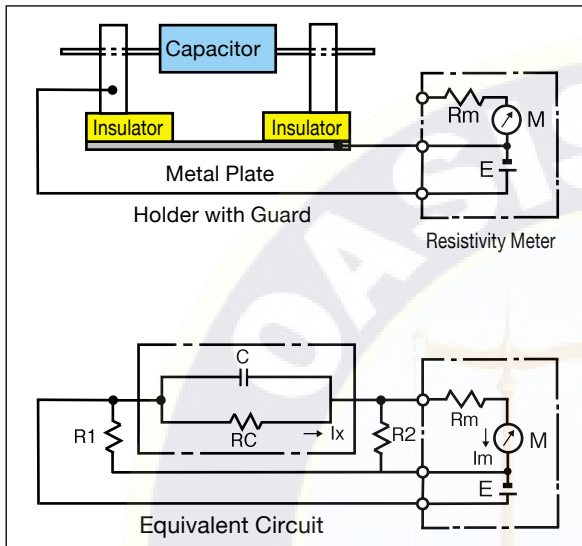 Capacitor
Rm
M
Insulator
Insulator
E
Metal Plate
Holder with Guard
Resistivity Meter
OASIS
C
Rm
R1
RC
Ix
R2
Im
M
E
Equivalent Circuit